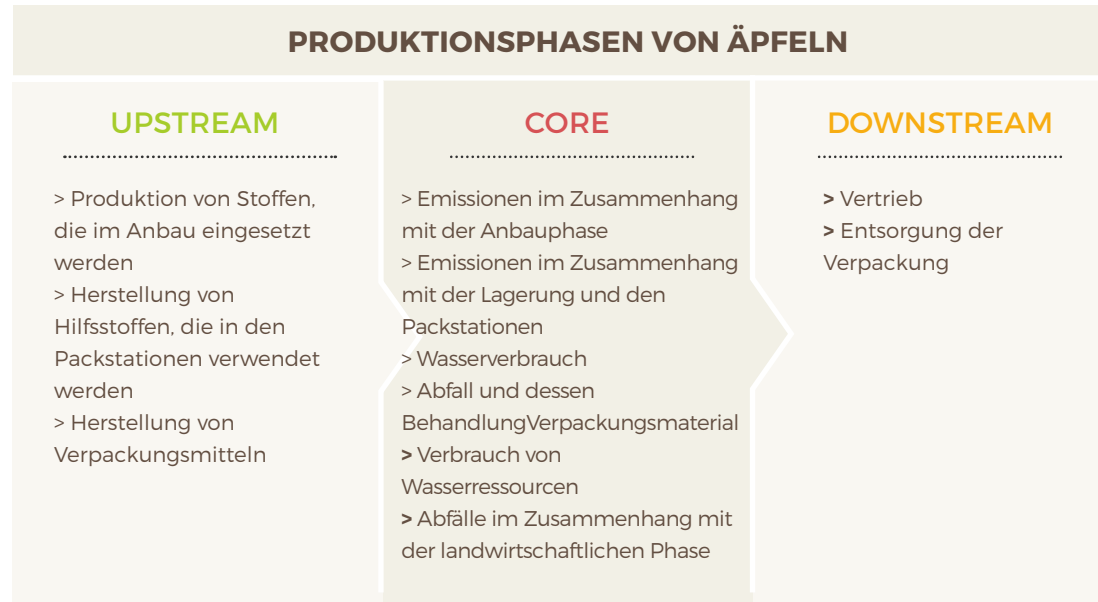 PRODUKTIONSPHASEN VON ÄPFELN
UPSTREAM
> Produktion von Stoffen,
die im Anbau eingesetzt
werden
> Herstellung von
Hilfsstoffen, die in den
Packstationen verwendet
werden
> Herstellung von
Verpackungsmitteln
CORE
> Emissionen im Zusammenhang
mit der Anbauphase
> Emissionen im Zusammenhang
mit der Lagerung und den
Packstationen
> Wasserverbrauch
> Abfall und dessen
BehandlungVerpackungsmaterial
> Verbrauch von
Wasserressourcen
> Abfälle im Zusammenhang mit
der landwirtschaftlichen Phase
DOWNSTREAM
> Vertrieb
> Entsorgung der
Verpackung